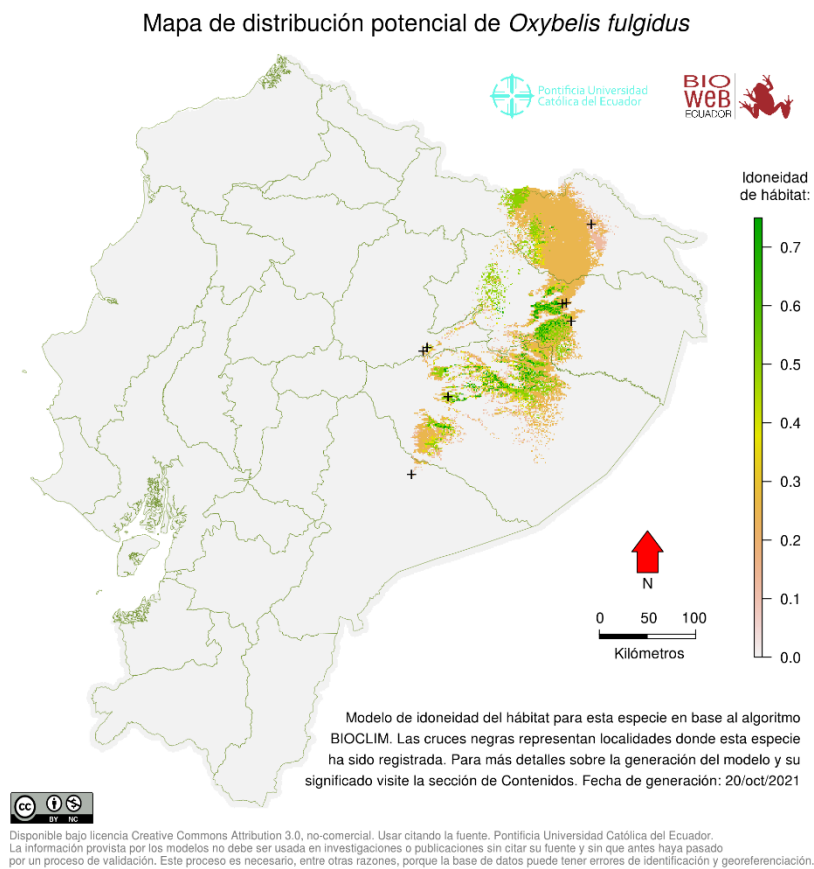 Mapa de distribución potencial de Oxybelis fulgidus
Pontificia Universidad
Católica del Ecuador
BIO
WEB
ECUADOR
Idoneidad
de hábitat:
0.7
0.6
0.5
0.4
0.3
0.2
0.1
0.0
N
0 50 100
Kilómetros
Modelo de idoneidad del hábitat para esta especie en base al algoritmo
BIOCLIM. Las cruces negras representan localidades donde esta especie
ha sido registrada. Para más detalles sobre la generación del modelo y su
significado visite la sección de Contenidos. Fecha de generación: 20/oct/2021
cc BY NC
Disponible bajo licencia Creative Commons Attribution 3.0, no-comercial. Usar citando la fuente. Pontificia Universidad Católica del Ecuador.
La información provista por los modelos no debe ser usada en investigaciones o publicaciones sin citar su fuente y sin que antes haya pasado
por un proceso de validación. Este proceso es necesario, entre otras razones, porque la base de datos puede tener errores de identificación y georeferenciación.